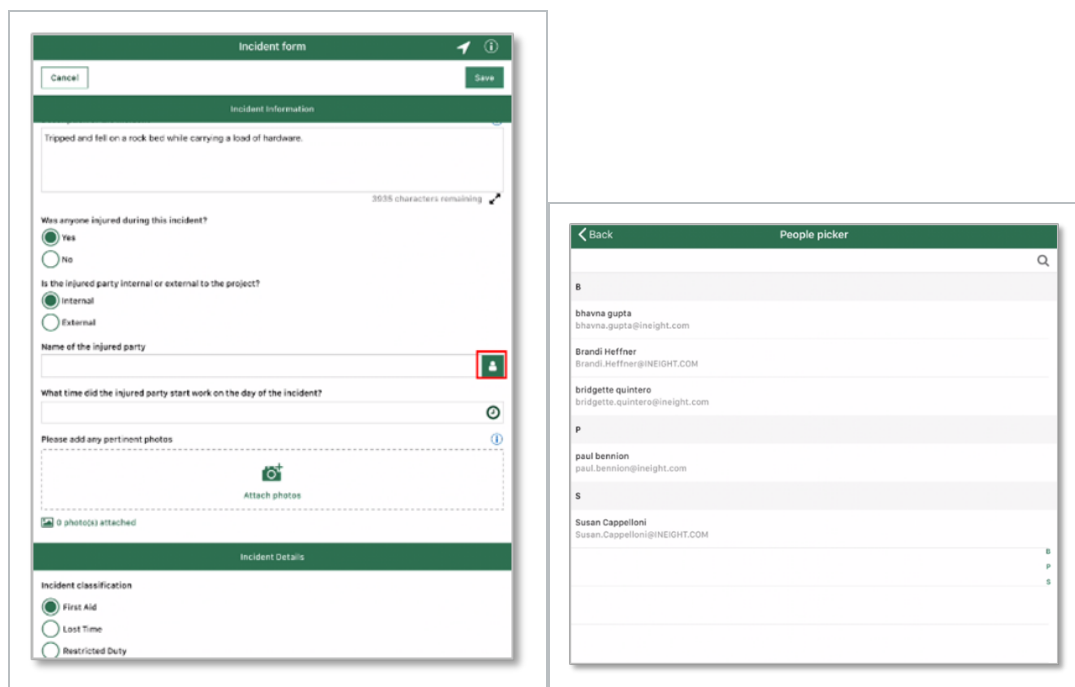 Incident form
Cancel
Save
Incident Information
Tripped and fell on a rock bed while carrying a load of hardware.
3935 characters remaining
Was anyone injured during this incident?
Yes
No
Is the injured party internal or external to the project?
Internal
External
Name of the injured party
What time did the injured party start work on the day of the incident?
Please add any pertinent photos
Attach photos
0 photo(s) attached
Incident Details
Incident classification
First Aid
Lost Time
Restricted Duty
Back
People picker
B
bhavna gupta
bhavna.gupta@ineight.com
Brandi Heffner
Brandi.Heffner@INEIGHT.COM
bridgette quintero
bridgette.quintero@ineight.com
P
paul bennion
paul.bennion@ineight.com
S
Susan Cappelloni
Susan.Cappelloni@INEIGHT.COM
B
P
S